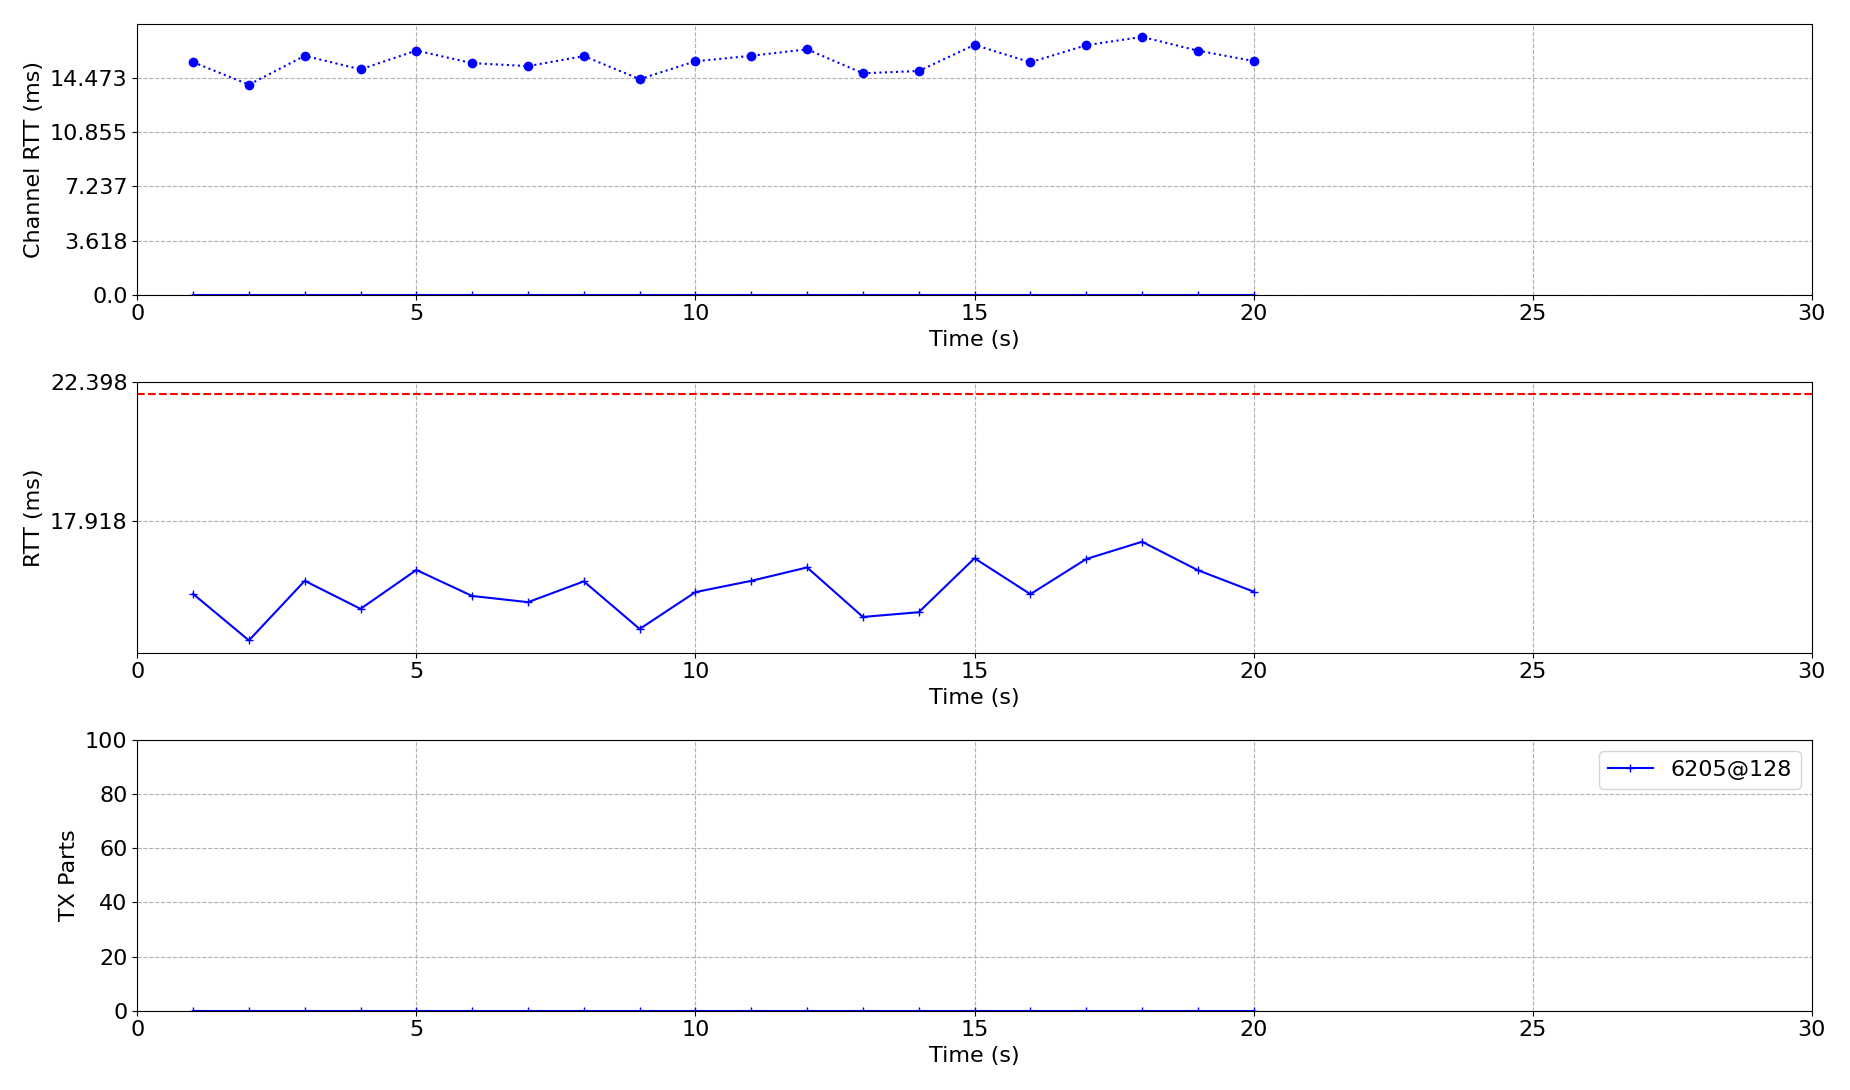 Channel RTT (ms)
14.473
10.855
7.237
3.618
0.0
0 5 10 15 20 25 30
Time (s)
RTT (ms)
22.398
17.918
0 5 10 15 20 25 30
Time (s)
TX Parts
100
80
60
40
20
0
6205@128
0 5 10 15 20 25 30
Time (s)